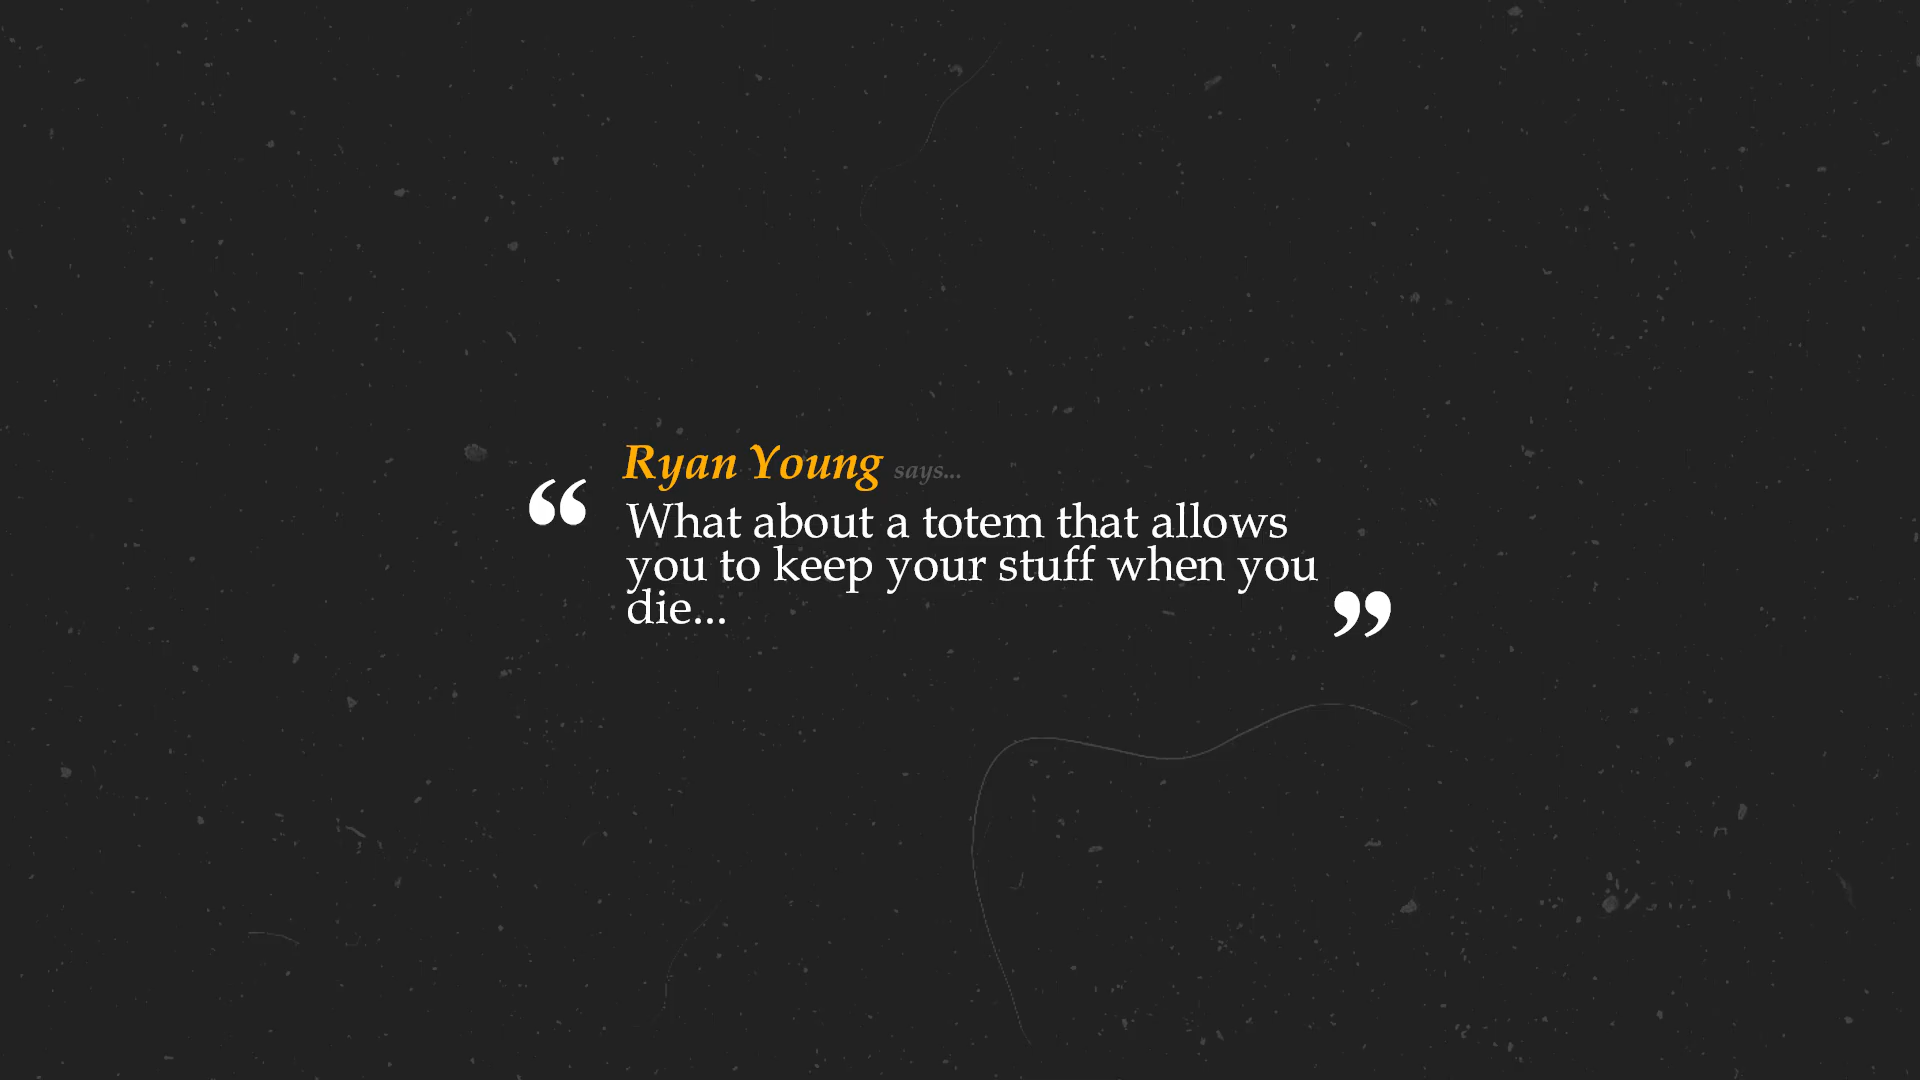 Ryan Young says...
“What about a totem that allows
you to keep your stuff when you
die...”